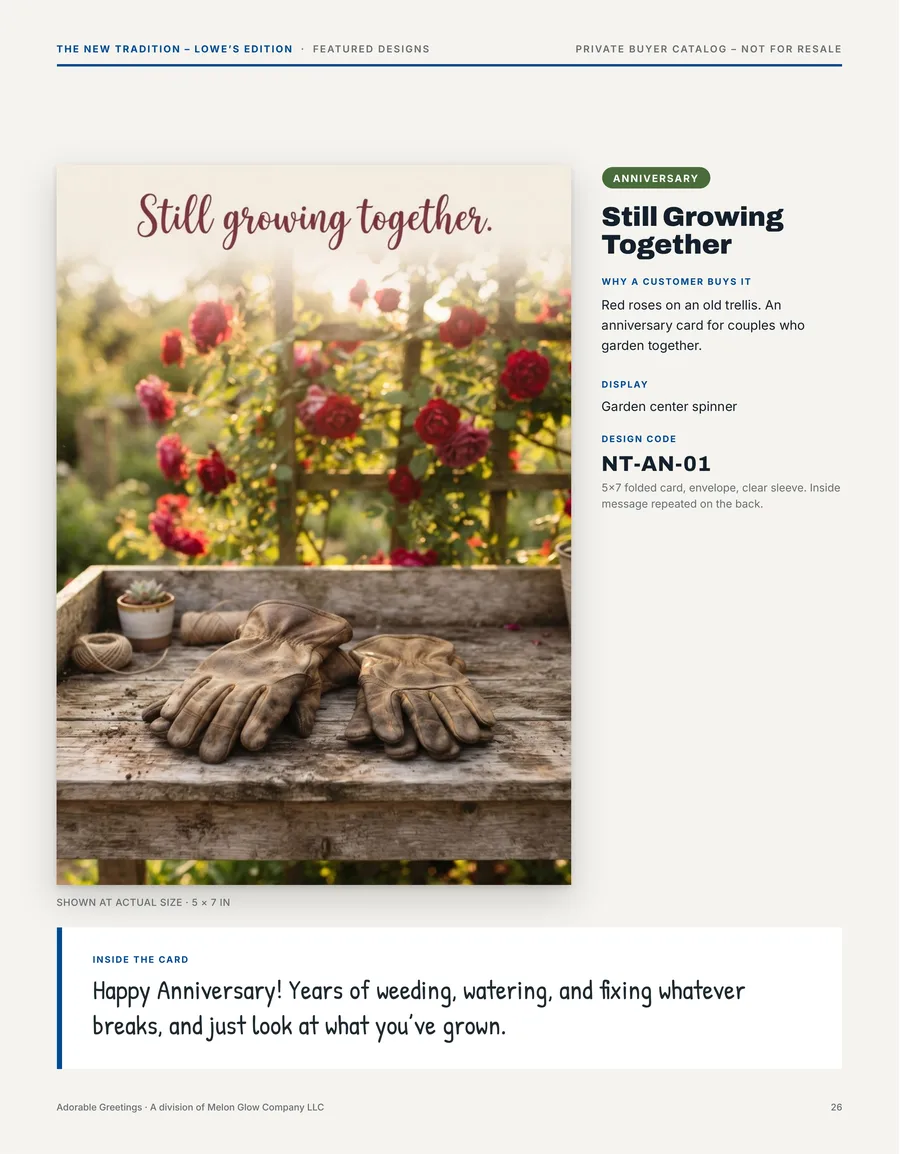 THE NEW TRADITION – LOWE'S EDITION · FEATURED DESIGNS
PRIVATE BUYER CATALOG – NOT FOR RESALE
Still growing together.
ANNIVERSARY
Still Growing
Together
WHY A CUSTOMER BUYS IT
Red roses on an old trellis. An
anniversary card for couples who
garden together.
DISPLAY
Garden center spinner
DESIGN CODE
NT-AN-01
5×7 folded card, envelope, clear sleeve. Inside
message repeated on the back.
SHOWN AT ACTUAL SIZE · 5 × 7 IN
INSIDE THE CARD
Happy Anniversary! Years of weeding, watering, and fixing whatever
breaks, and just look at what you've grown.
Adorable Greetings · A division of Melon Glow Company LLC
26